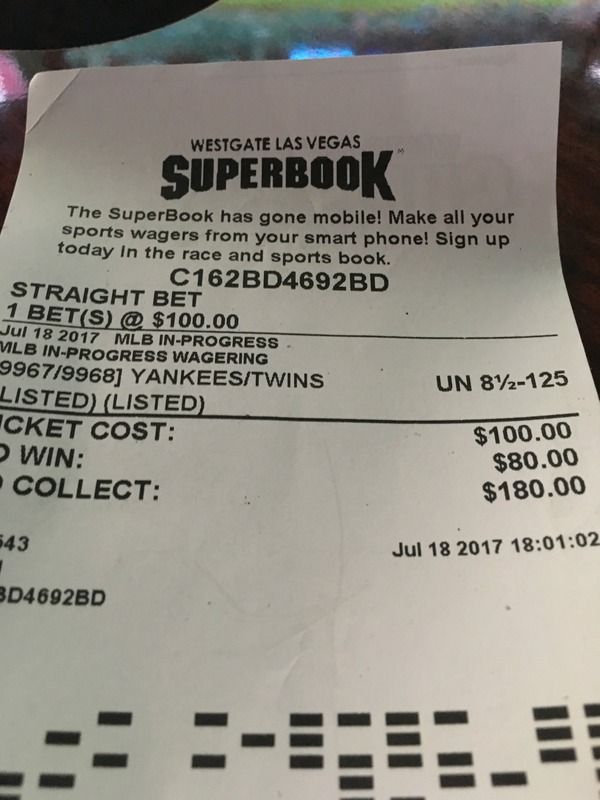 WESTGATE LAS VEGAS
SUPERBOOK
The SuperBook has gone mobile! Make all your
sports wagers from your smart phone! Sign up
today in the race and sports book.
C162BD4692BD
STRAIGHT BET
1 BET(S) @ $100.00
Jul 18 2017 MLB IN-PROGRESS
MLB IN-PROGRESS WAGERING
9967/9968] YANKEES/TWINS UN 8½-125
LISTED) (LISTED)
ICKET COST: $100.00
O WIN: $80.00
O COLLECT: $180.00
543 Jul 18 2017 18:01:02
BD4692BD